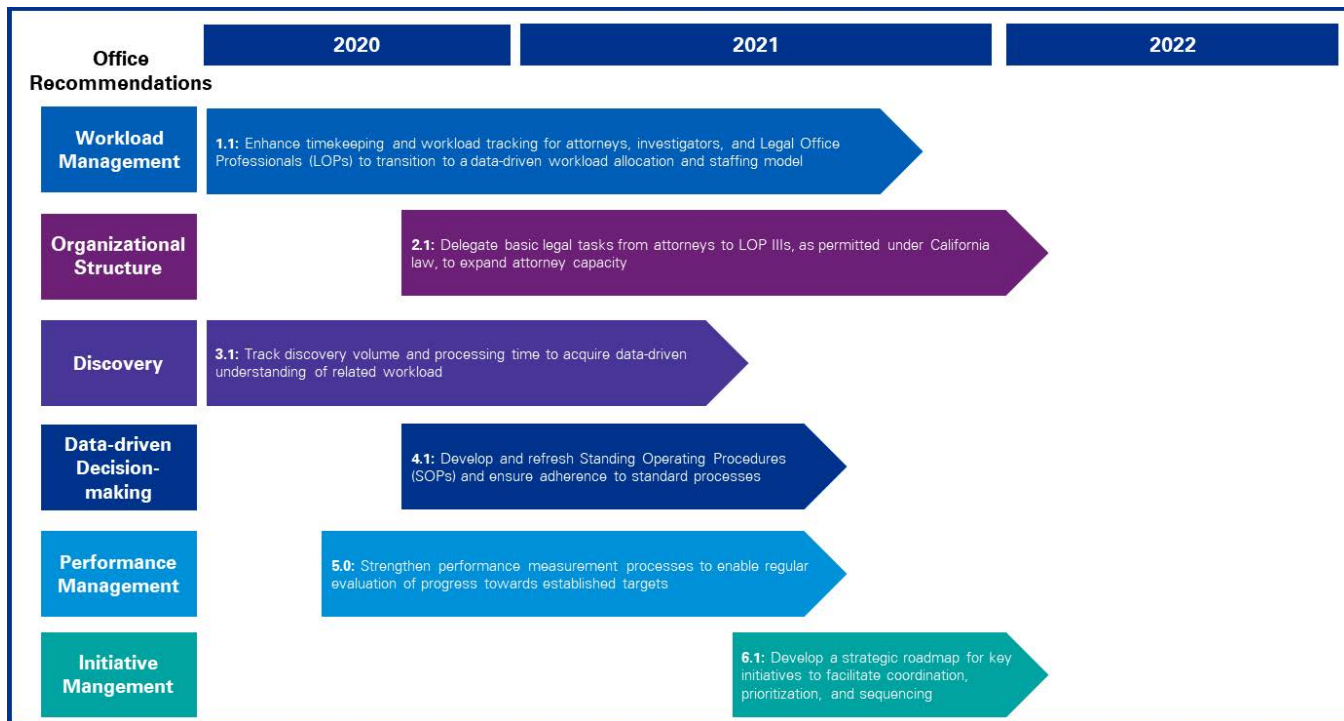 Office
Recommendations
2020
2021
2022
Workload
Management
1.1: Enhance timekeeping and workload tracking for attorneys, investigators, and Legal Office
Professionals (LOPs) to transition to a data-driven workload allocation and staffing model
Organizational
Structure
2.1: Delegate basic legal tasks from attorneys to LOP IIIs, as permitted under California
law, to expand attorney capacity
Discovery
3.1: Track discovery volume and processing time to acquire data-driven
understanding of related workload
Data-driven
Decision-
making
4.1: Develop and refresh Standing Operating Procedures
(SOPs) and ensure adherence to standard processes
Performance
Management
5.0: Strengthen performance measurement processes to enable regular
evaluation of progress towards established targets
Initiative
Mangement
6.1: Develop a strategic roadmap for key
initiatives to facilitate coordination,
prioritization, and sequencing